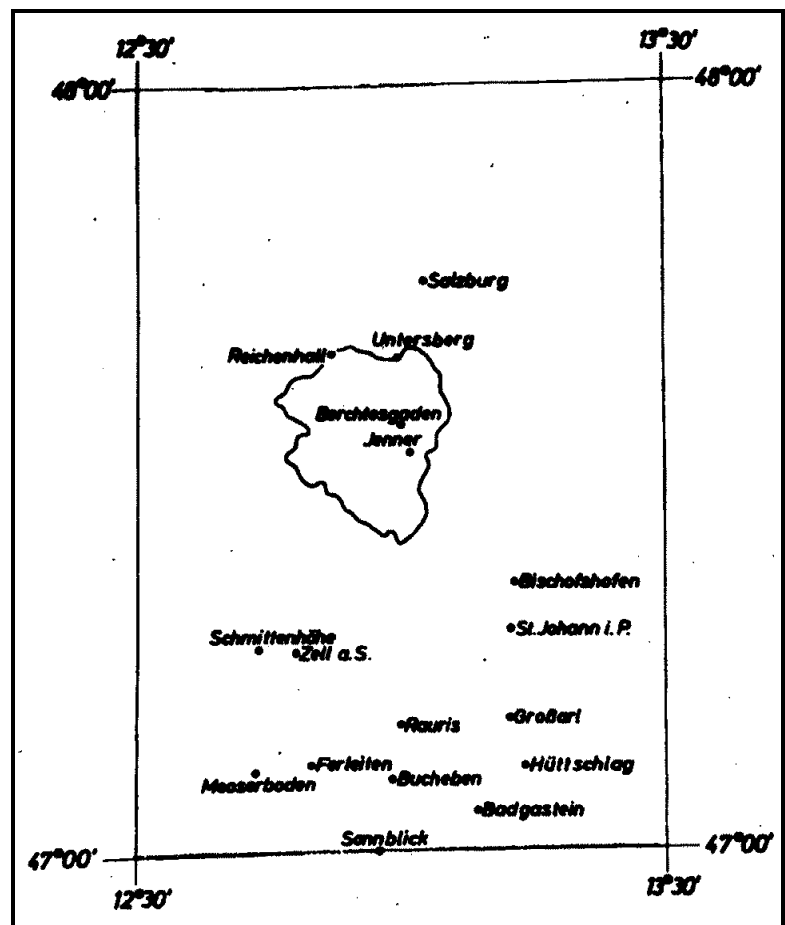 12°30'
13°30'
48°00'
48°00'
Salzburg
Untersberg
Reichenhall
Berchtesgaden
Jenner
Bischofshofen
St. Johann i. P.
Schmittenhöhe
Zell a. S.
Rauris
Großarl
Ferleiten
Hüttschlag
Mooserboden
Bucheben
Badgastein
Sonnblick
47°00'
47°00'
12°30'
13°30'